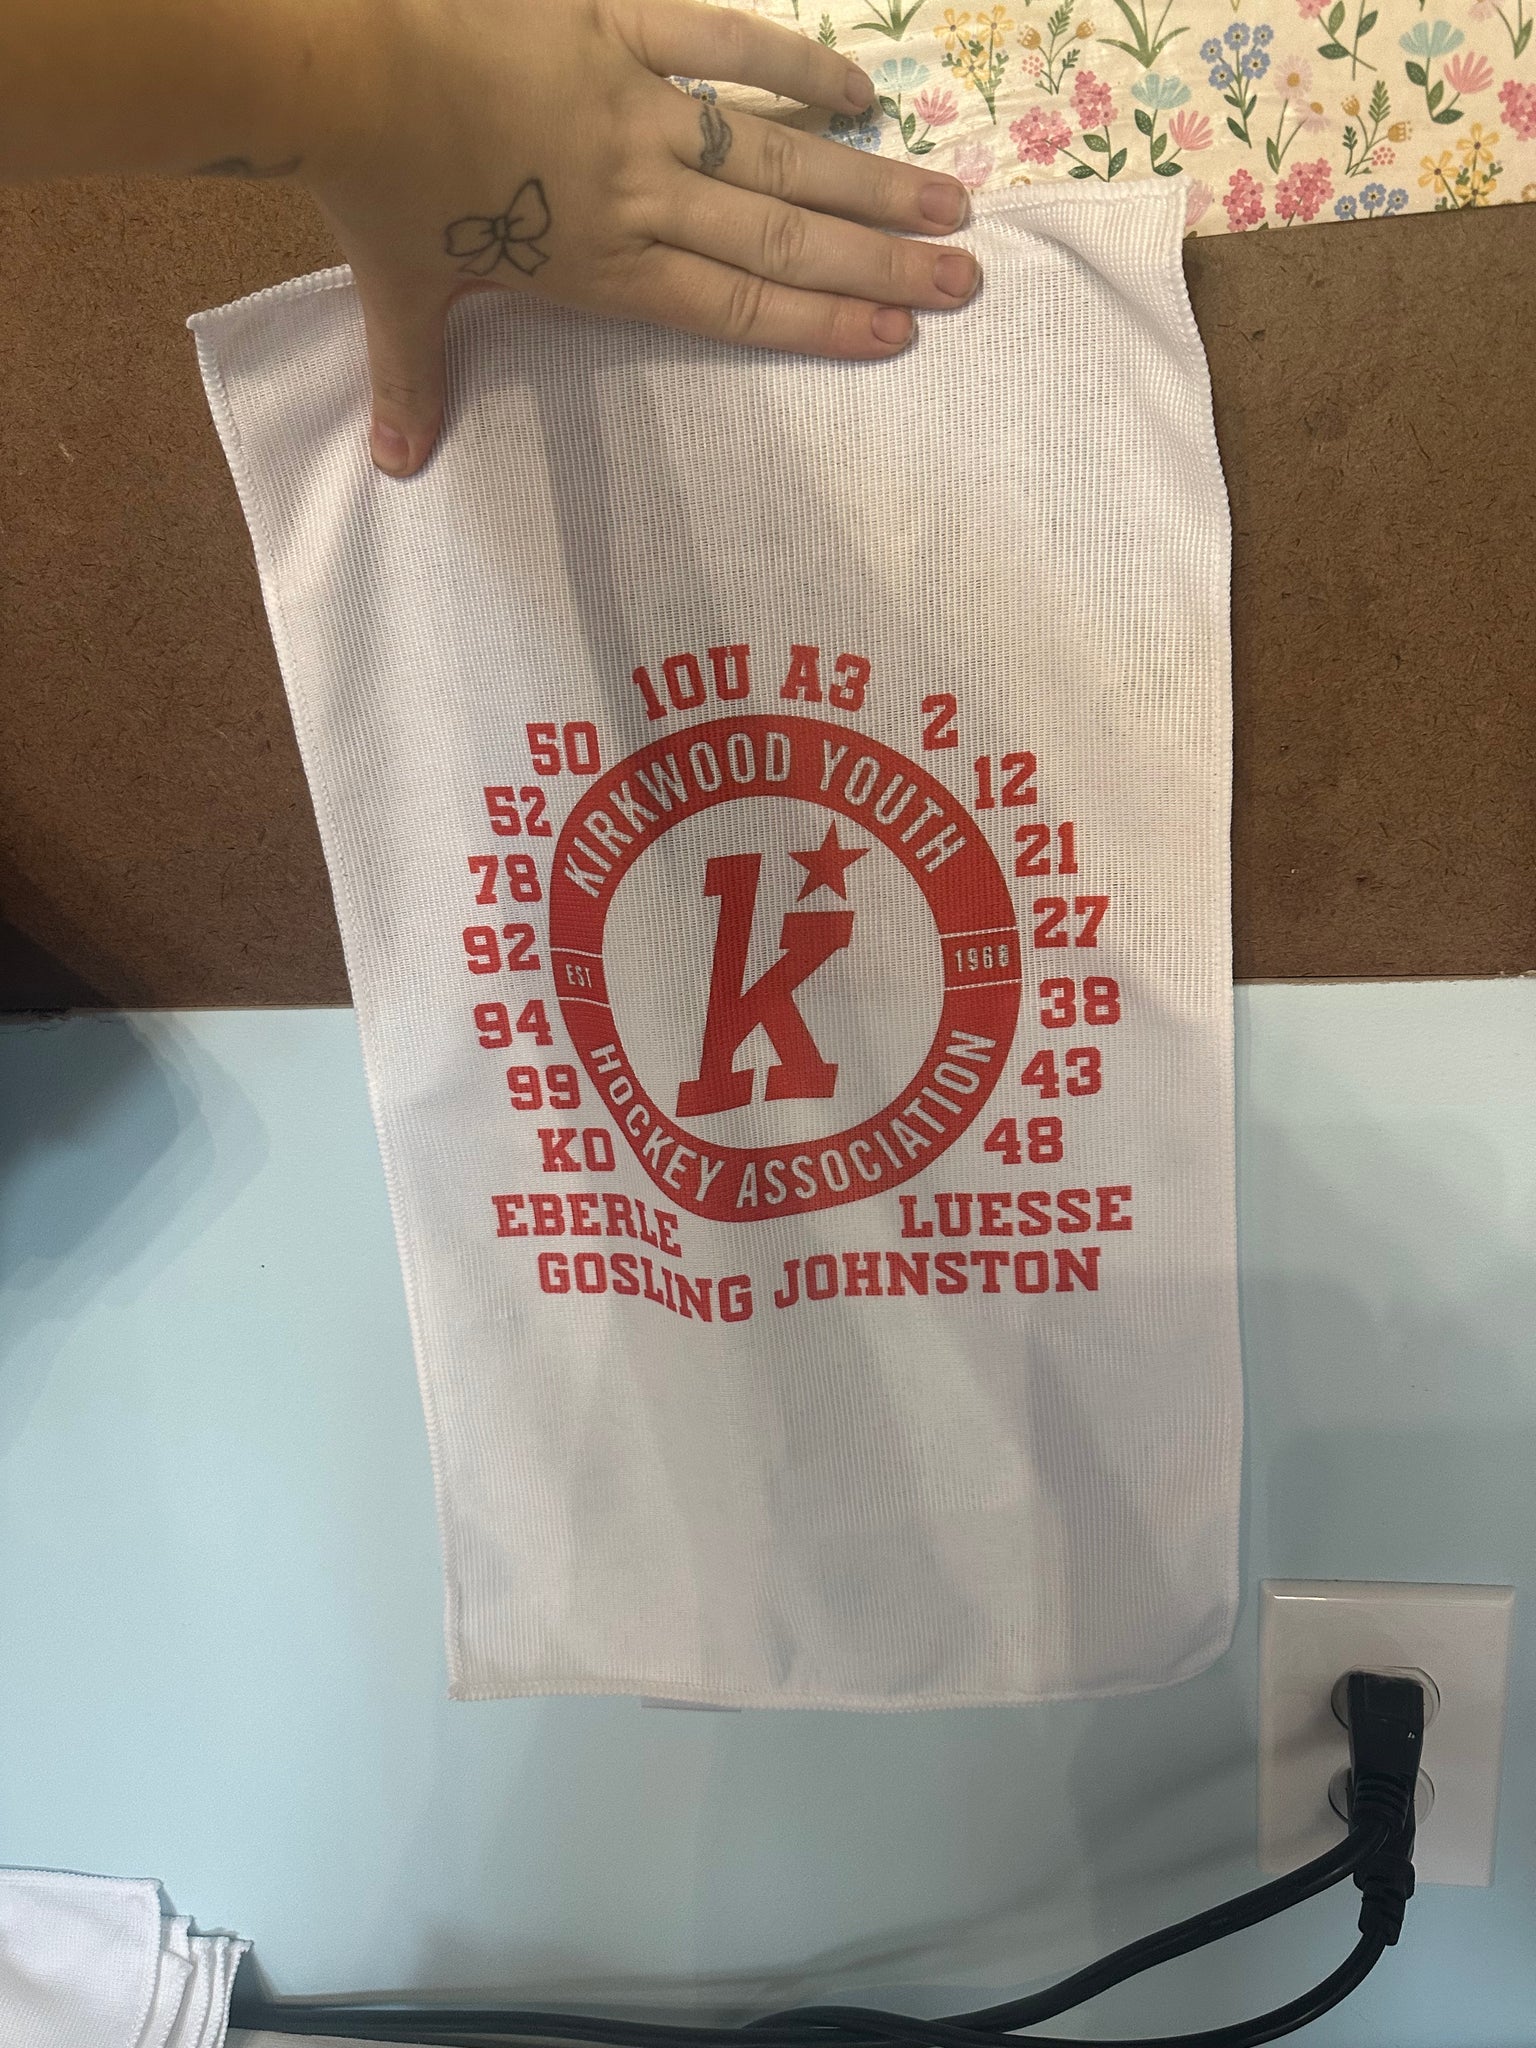 10U A3
KIRKWOOD YOUTH
k
EST
HOCKEY ASSOCIATION
2
12
21
27
38
43
48
50
52
78
92
94
99
KO
EBERLE
LUESSE
GOSLING JOHNSTON